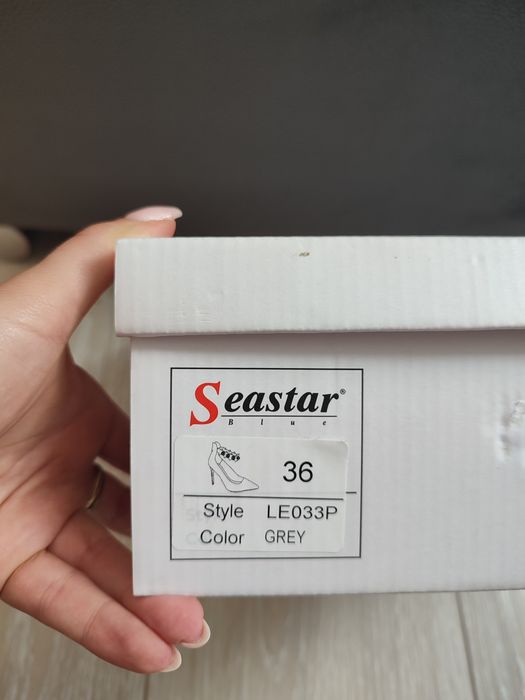 Seastar®
Blue
36
Style LE033P
Color GREY